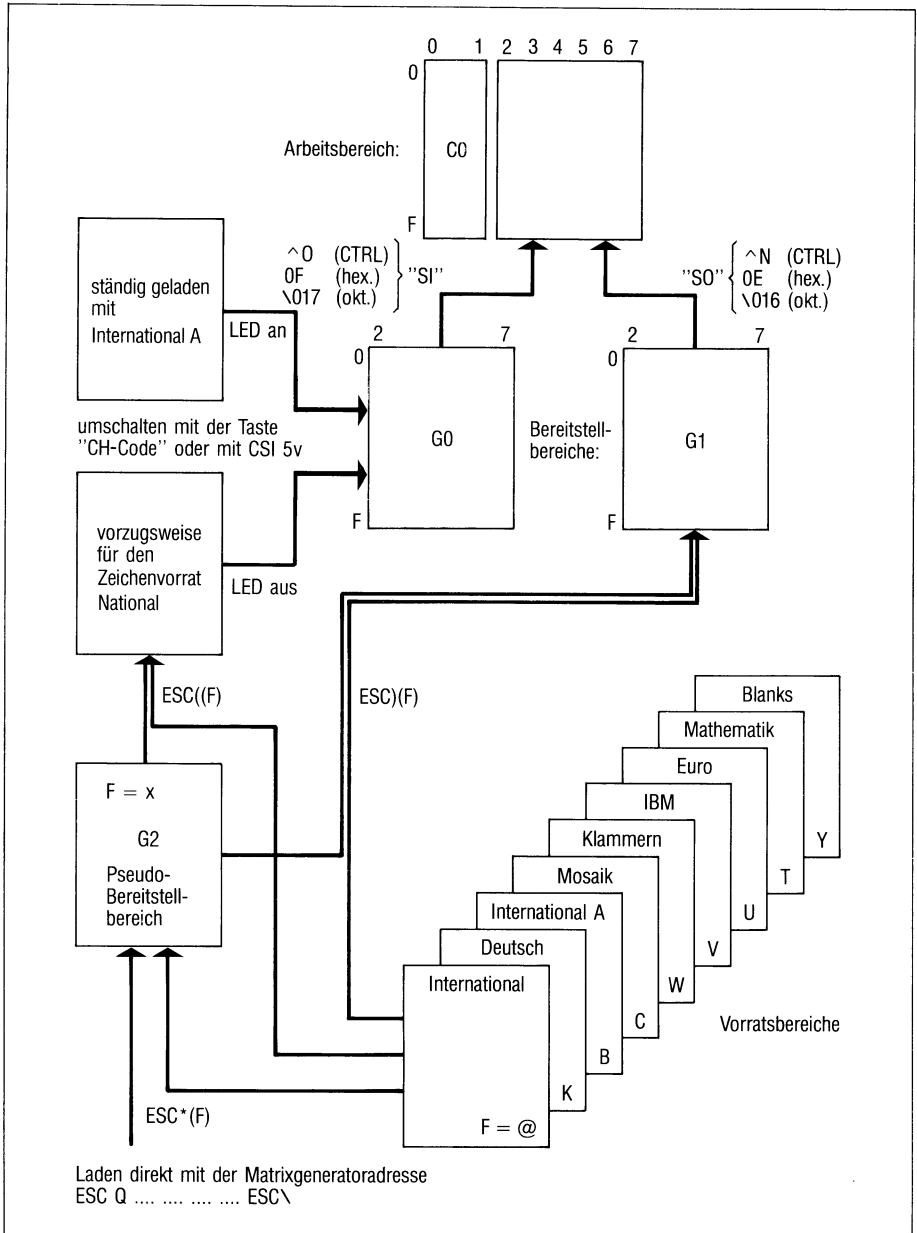 0 1 2 3 4 5 6 7
0
Arbeitsbereich: C0
F
^O (CTRL)
0F (hex.) "SI"
\017 (okt.)
"SO" ^N (CTRL)
0E (hex.)
\016 (okt.)
ständig geladen
mit
International A
LED an
2 7
0
G0
F
Bereitstell-
bereiche:
2 7
0
G1
F
umschalten mit der Taste
"CH-Code" oder mit CSI 5v
vorzugsweise
für den
Zeichenvorrat
National
LED aus
ESC((F)
ESC)(F)
F = x
G2
Pseudo-
Bereitstell-
bereich
Blanks
Mathematik
Euro
IBM
Klammern
Mosaik
International A
Deutsch
International
Y
T
U
V
W
C
B
K
F = @
Vorratsbereiche
ESC*(F)
Laden direkt mit der Matrixgeneratoradresse
ESC Q .... .... .... .... ESC\